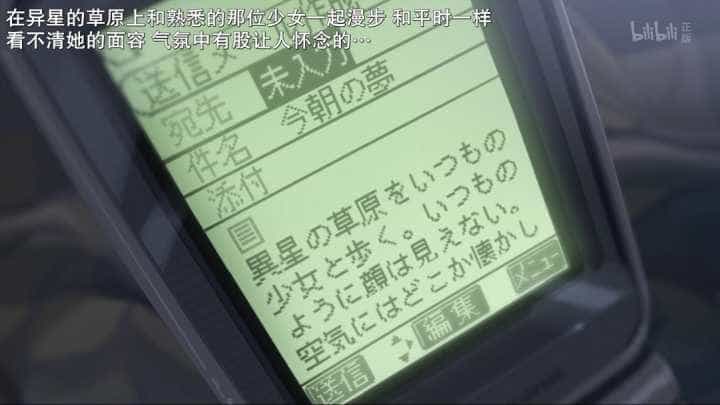 在异星的草原上和熟悉的那位少女一起漫步 和平时一样
看不清她的面容 气氛中有股让人怀念的…
bilibili 正版
送信文
宛先 未入力
件名 今朝の夢
添付
異星の草原をいつもの
少女と歩く。いつもの
ように顔は見えない。
空気にはどこか懐かし
送信 編集 メニュー